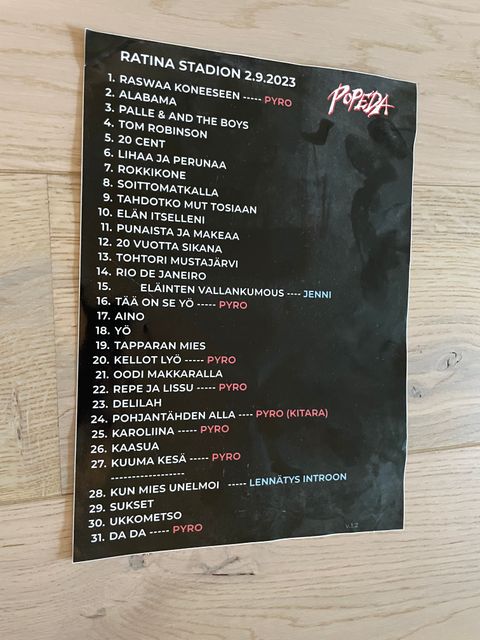 RATINA STADION 2.9.2023
POPEDA
1. RASWAA KONEESEEN ----- PYRO
2. ALABAMA
3. PALLE & AND THE BOYS
4. TOM ROBINSON
5. 20 CENT
6. LIHAA JA PERUNAA
7. ROKKIKONE
8. SOITTOMATKALLA
9. TAHDOTKO MUT TOSIAAN
10. ELÄN ITSELLENI
11. PUNAISTA JA MAKEAA
12. 20 VUOTTA SIKANA
13. TOHTORI MUSTAJÄRVI
14. RIO DE JANEIRO
15. ELÄINTEN VALLANKUMOUS ---- JENNI
16. TÄÄ ON SE YÖ ----- PYRO
17. AINO
18. YÖ
19. TAPPARAN MIES
20. KELLOT LYÖ ----- PYRO
21. OODI MAKKARALLA
22. REPE JA LISSU ----- PYRO
23. DELILAH
24. POHJANTÄHDEN ALLA ---- PYRO (KITARA)
25. KAROLIINA ----- PYRO
26. KAASUA
27. KUUMA KESÄ ----- PYRO
-----------------
28. KUN MIES UNELMOI ----- LENNÄTYS INTROON
29. SUKSET
30. UKKOMETSO
31. DA DA ----- PYRO
v.1.2